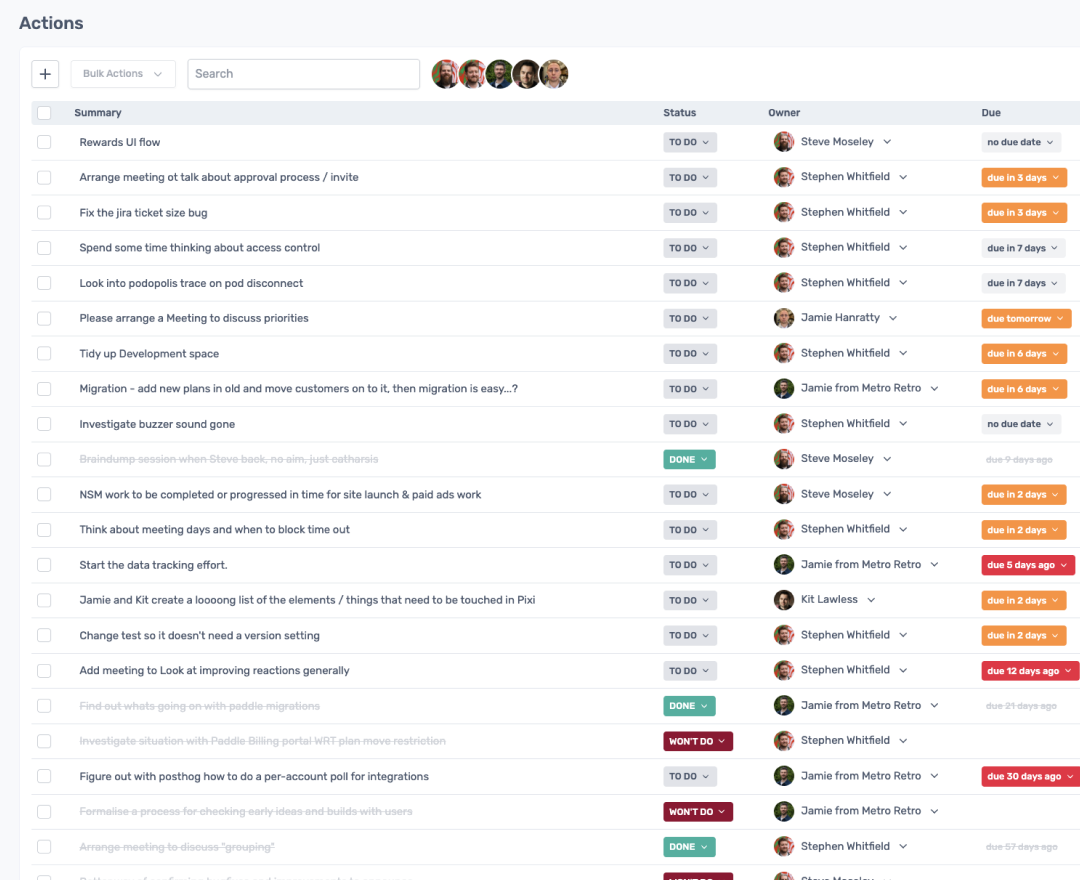 Actions
Bulk Actions
Search
Summary Status Owner Due
Rewards UI flow TO DO Steve Moseley no due date
Arrange meeting ot talk about approval process / invite TO DO Stephen Whitfield due in 3 days
Fix the jira ticket size bug TO DO Stephen Whitfield due in 3 days
Spend some time thinking about access control TO DO Stephen Whitfield due in 7 days
Look into podopolis trace on pod disconnect TO DO Stephen Whitfield due in 7 days
Please arrange a Meeting to discuss priorities TO DO Jamie Hanratty due tomorrow
Tidy up Development space TO DO Stephen Whitfield due in 6 days
Migration - add new plans in old and move customers on to it, then migration is easy...? TO DO Jamie from Metro Retro due in 6 days
Investigate buzzer sound gone TO DO Stephen Whitfield no due date
Braindump session when Steve back, no aim, just catharsis DONE Steve Moseley due 9 days ago
NSM work to be completed or progressed in time for site launch & paid ads work TO DO Steve Moseley due in 2 days
Think about meeting days and when to block time out TO DO Stephen Whitfield due in 2 days
Start the data tracking effort. TO DO Jamie from Metro Retro due 5 days ago
Jamie and Kit create a loooong list of the elements / things that need to be touched in Pixi TO DO Kit Lawless due in 2 days
Change test so it doesn't need a version setting TO DO Stephen Whitfield due in 2 days
Add meeting to Look at improving reactions generally TO DO Stephen Whitfield due 12 days ago
Find out whats going on with paddle migrations DONE Jamie from Metro Retro due 21 days ago
Investigate situation with Paddle Billing portal WRT plan move restriction WON'T DO Stephen Whitfield
Figure out with posthog how to do a per-account poll for integrations TO DO Jamie from Metro Retro due 30 days ago
Formalise a process for checking early ideas and builds with users WON'T DO Jamie from Metro Retro
Arrange meeting to discuss "grouping" DONE Stephen Whitfield due 57 days ago
WON'T DO Steve Moseley